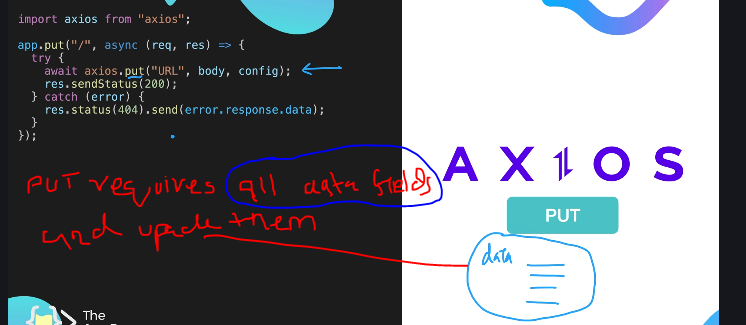 import axios from "axios";
app.put("/", async (req, res) => {
try {
await axios.put("URL", body, config);
res.sendStatus(200);
} catch (error) {
res.status(404).send(error.response.data);
}
});
AXIOS
PUT requires all data fields
PUT
and update them
data
The